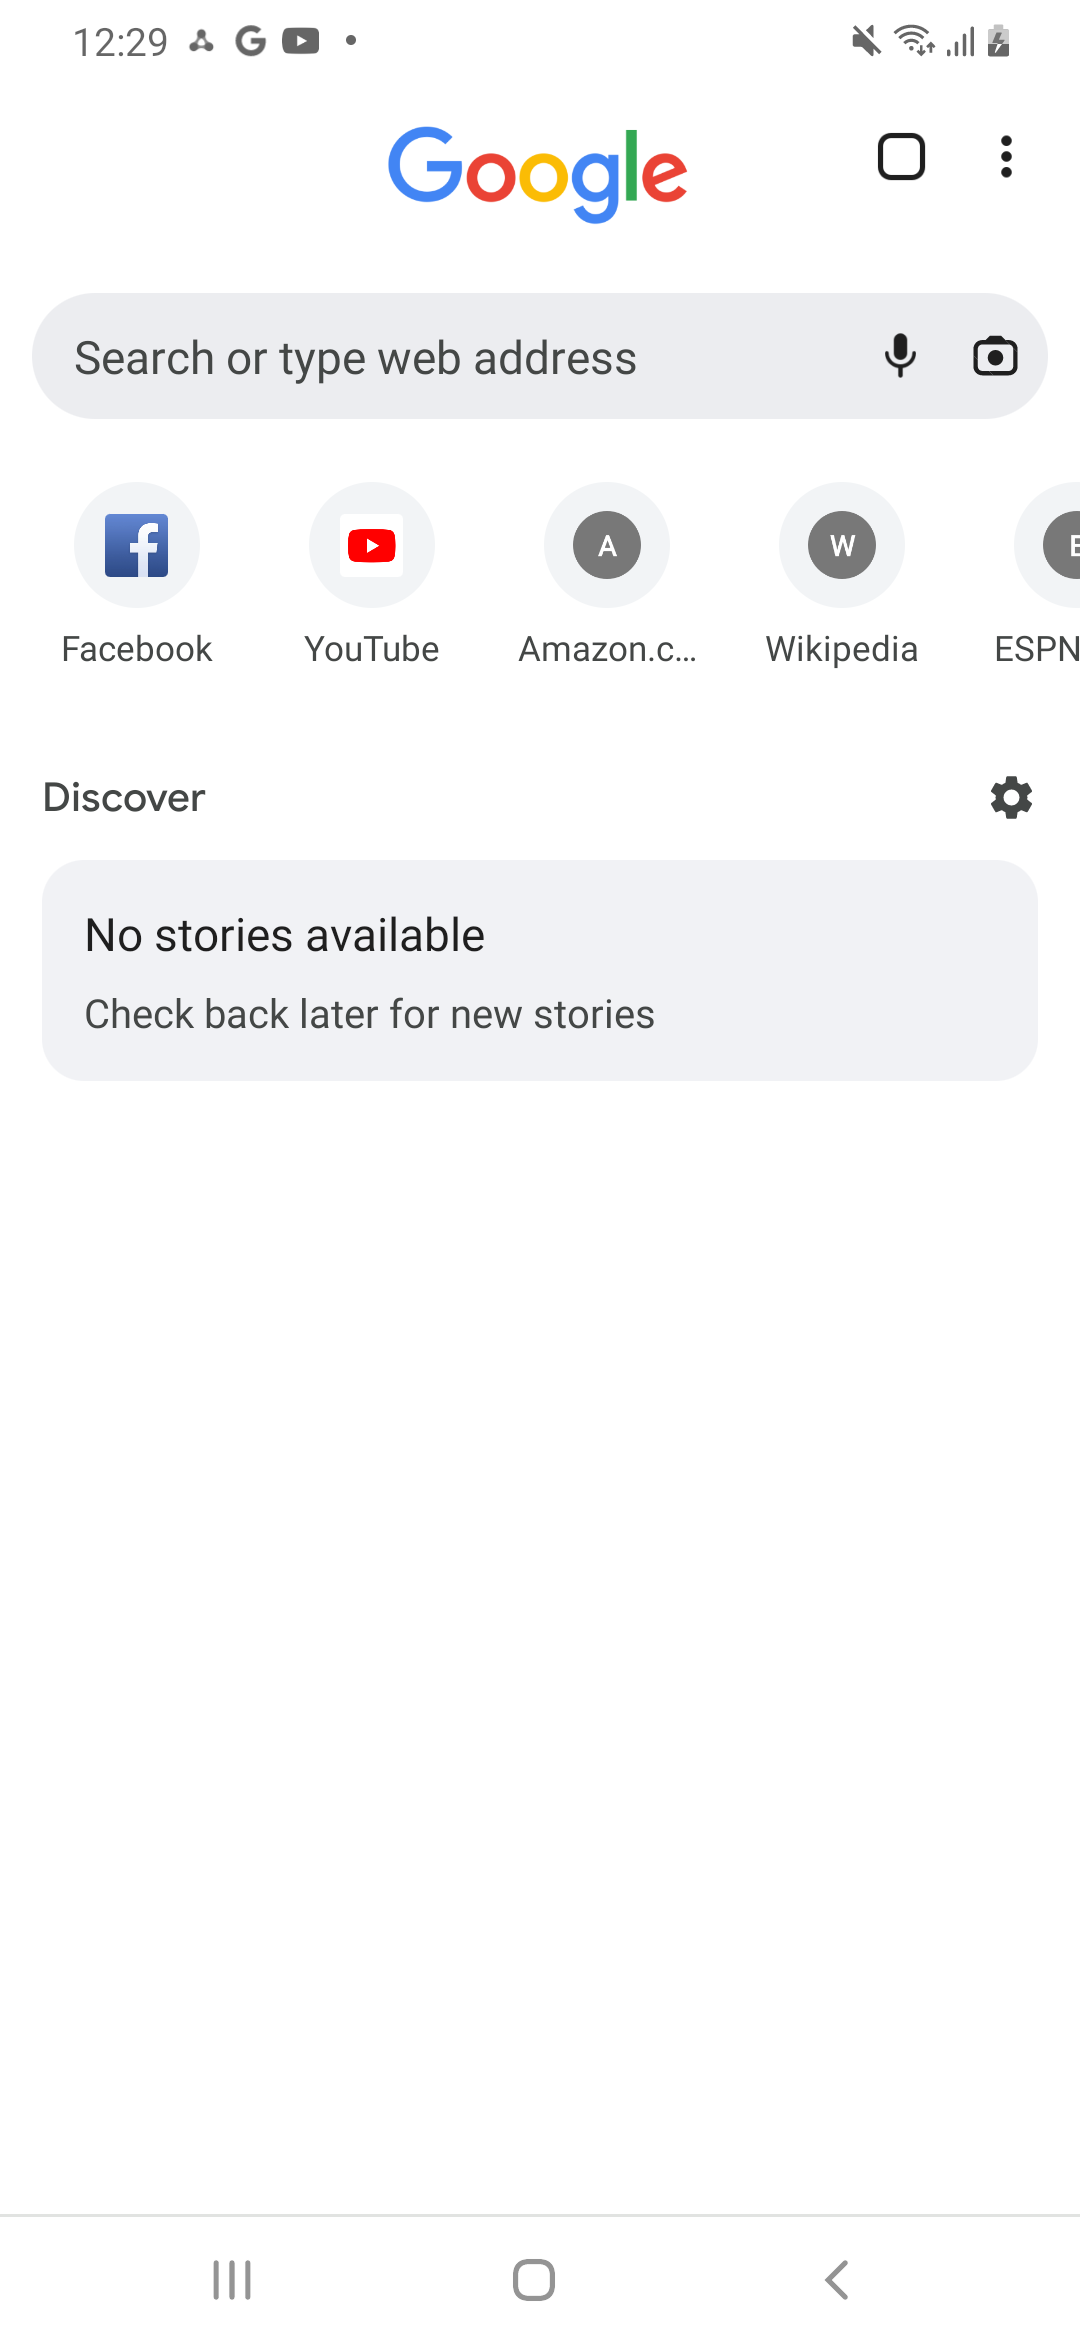 12:29
Google
Search or type web address
A
W
E
Facebook
YouTube
Amazon.c...
Wikipedia
ESPN
Discover
No stories available
Check back later for new stories